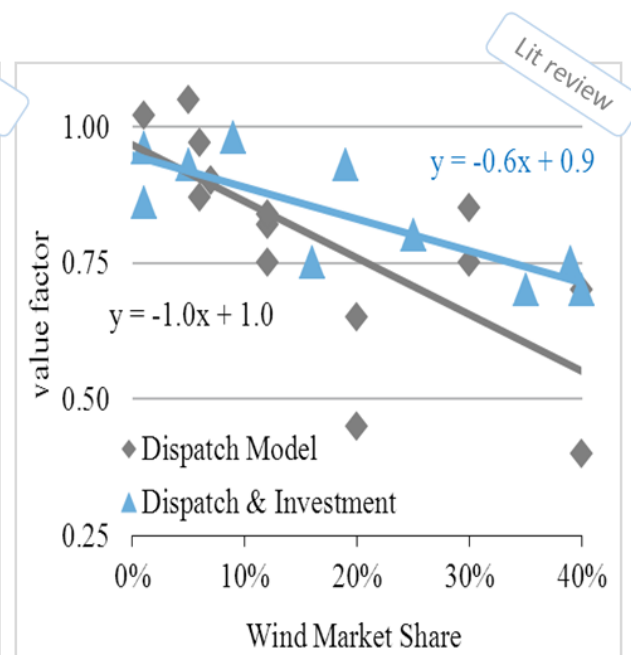 Lit review
1.00
y = -0.6x + 0.9
0.75
value factor
y = -1.0x + 1.0
0.50
Dispatch Model
Dispatch & Investment
0.25
0% 10% 20% 30% 40%
Wind Market Share